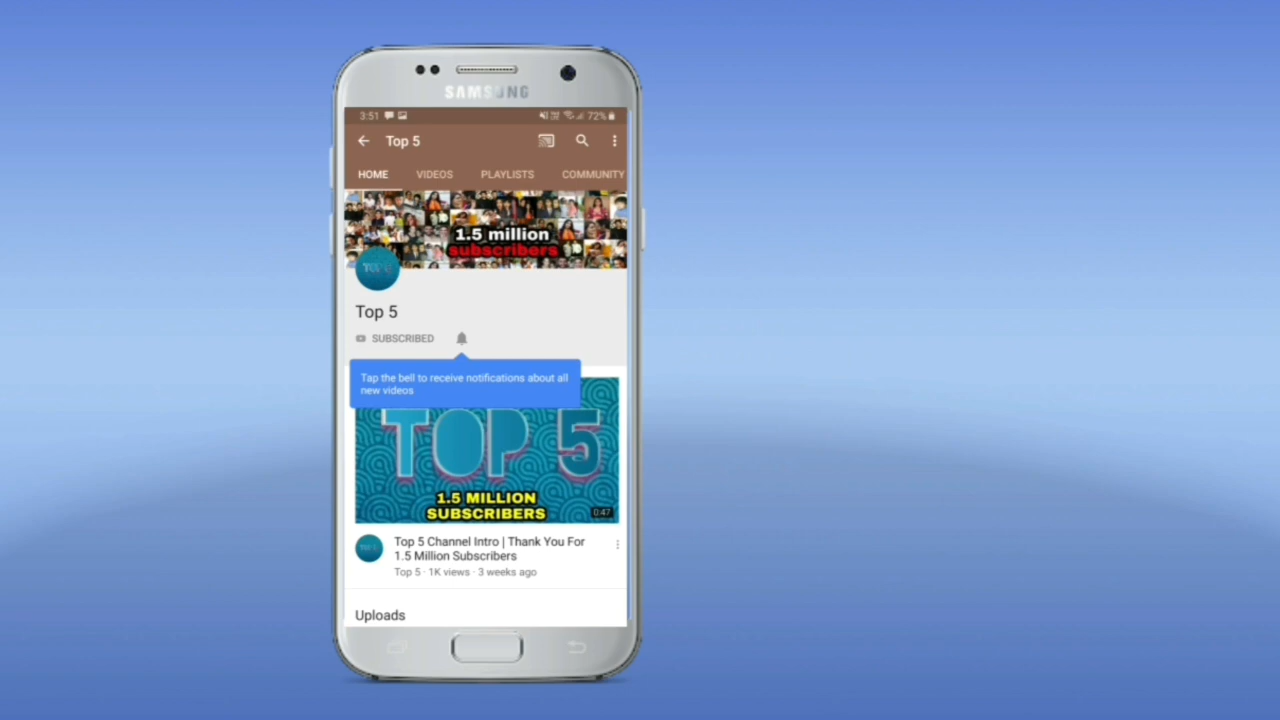 SAMSUNG
3:51
72%
Top 5
HOME VIDEOS PLAYLISTS COMMUNITY
1.5 million
subscribers
TOP 5
Top 5
SUBSCRIBED
Tap the bell to receive notifications about all
new videos
TOP 5
1.5 MILLION
SUBSCRIBERS
0:47
Top 5 Channel Intro | Thank You For
1.5 Million Subscribers
Top 5 · 1K views · 3 weeks ago
Uploads